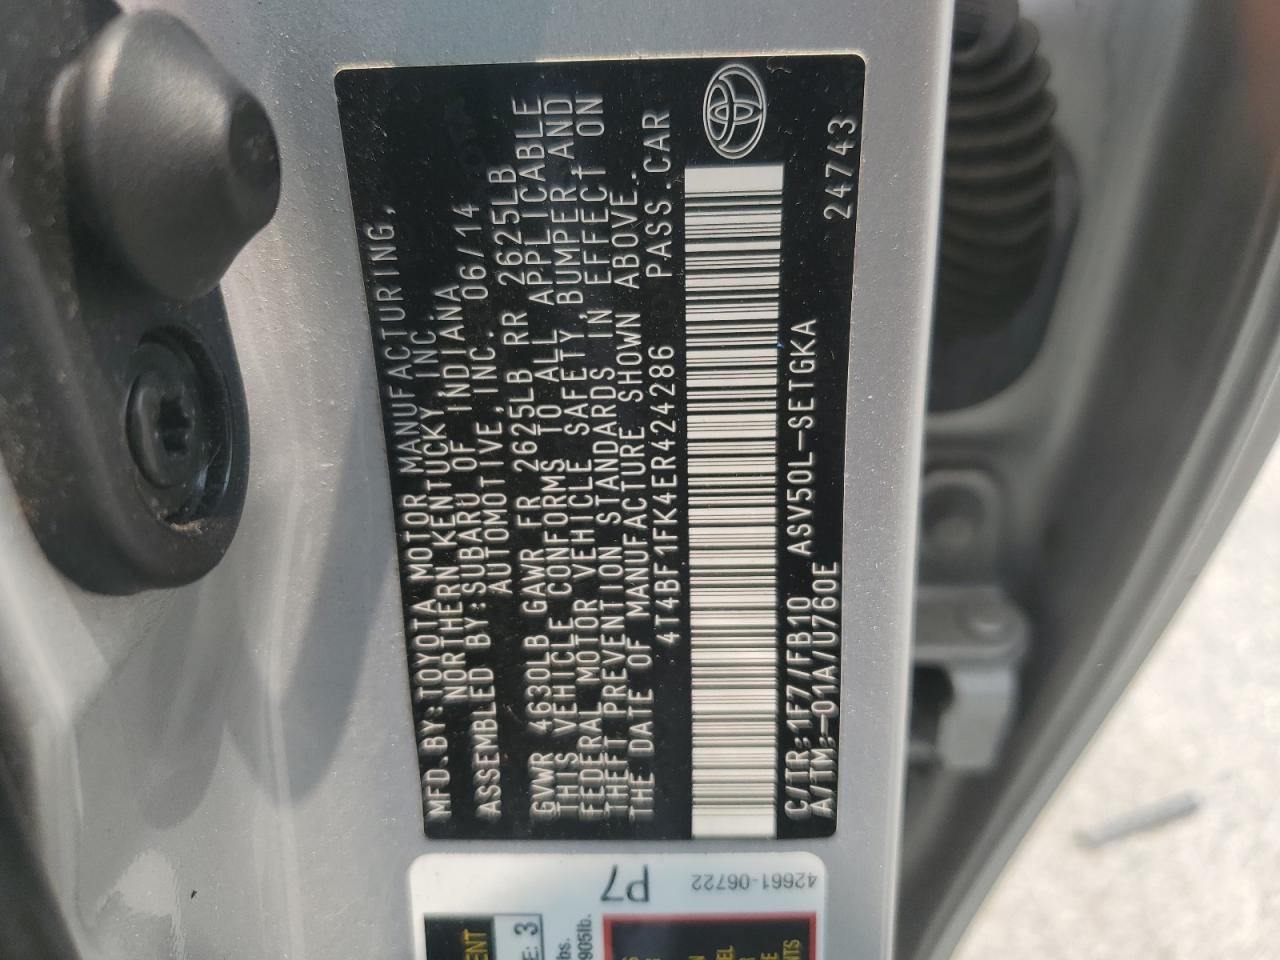 MFD.BY:TOYOTA MOTOR MANUFACTURING,
NORTHERN KENTUCKY INC.
ASSEMBLED BY:SUBARU OF INDIANA
AUTOMOTIVE,INC. 06/14
GVWR 4630LB GAWR FR 2625LB RR 2625LB
THIS VEHICLE CONFORMS TO ALL APPLICABLE
FEDERAL MOTOR VEHICLE SAFETY,BUMPER,AND
THEFT PREVENTION STANDARDS IN EFFECT ON
THE DATE OF MANUFACTURE SHOWN ABOVE.
4T4BF1FK4ER424286 PASS.CAR
C/TR:1F7/FB10 ASV50L-SETGKA
A/TM:-01A/U760E 24743
42661-06722
P7
E: 3
905lb.